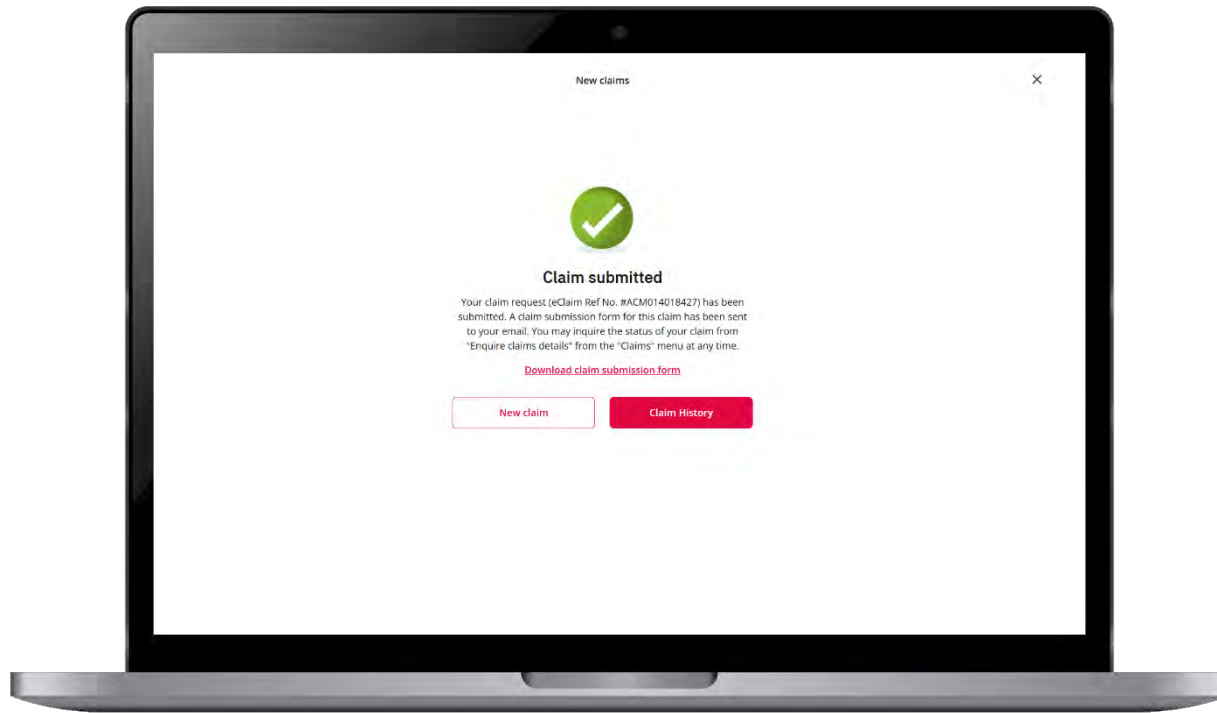 New claims
Claim submitted
Your claim request (eClaim Ref No. #ACM014018427) has been
submitted. A claim submission form for this claim has been sent
to your email. You may inquire the status of your claim from
"Enquire claims details" from the "Claims" menu at any time.
Download claim submission form
New claim
Claim History